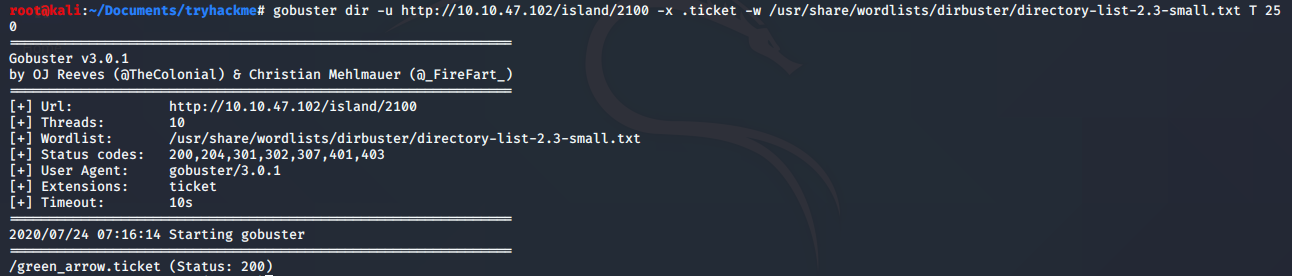 root@kali:~/Documents/tryhackme# gobuster dir -u http://10.10.47.102/island/2100 -x .ticket -w /usr/share/wordlists/dirbuster/directory-list-2.3-small.txt T 25
0
===============================================================
Gobuster v3.0.1
by OJ Reeves (@TheColonial) & Christian Mehlmauer (@_FireFart_)
===============================================================
[+] Url:            http://10.10.47.102/island/2100
[+] Threads:        10
[+] Wordlist:       /usr/share/wordlists/dirbuster/directory-list-2.3-small.txt
[+] Status codes:   200,204,301,302,307,401,403
[+] User Agent:     gobuster/3.0.1
[+] Extensions:     ticket
[+] Timeout:        10s
===============================================================
2020/07/24 07:16:14 Starting gobuster
===============================================================
/green_arrow.ticket (Status: 200)